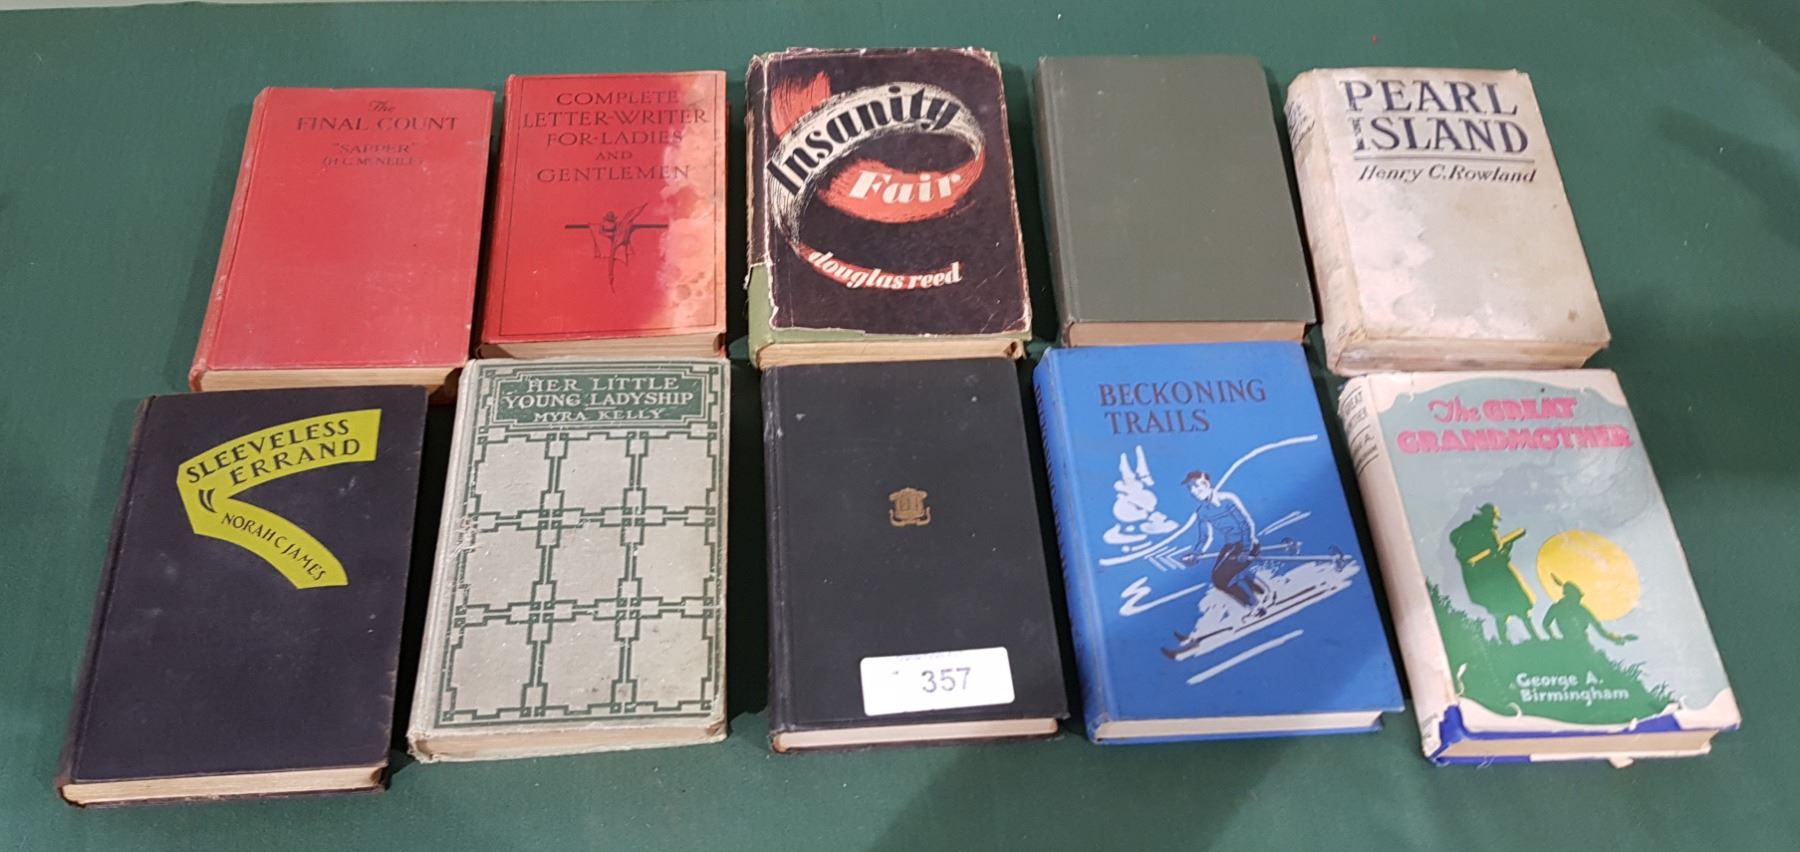 The
FINAL COUNT
"SAPPER"
(H.C. McNEILE)
COMPLETE
LETTER-WRITER
FOR·LADIES
AND
GENTLEMEN
Insanity
Fair
douglas reed
PEARL
ISLAND
Henry C. Rowland
SLEEVELESS
ERRAND
NORAH C JAMES
HER LITTLE
YOUNG LADYSHIP
MYRA KELLY
357
BECKONING
TRAILS
The GREAT
GRANDMOTHER
George A.
Birmingham